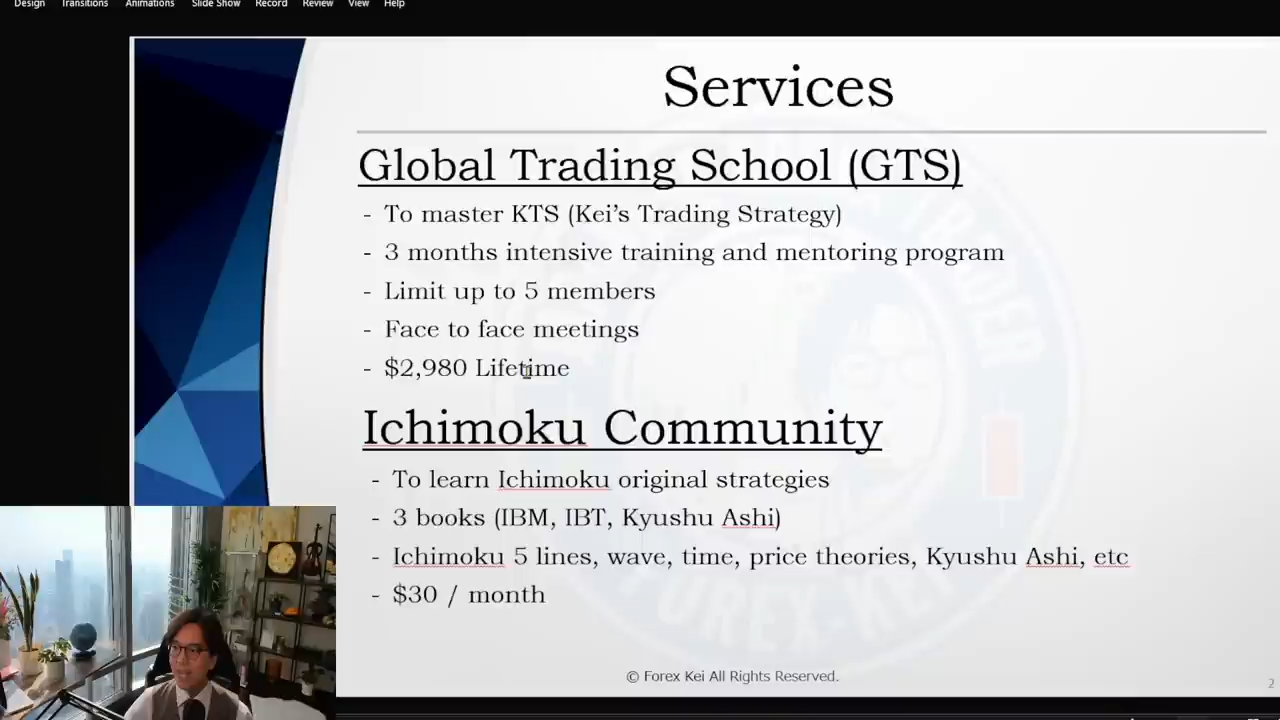 Design Transitions Animations Slide Show Record Review View Help
Services
Global Trading School (GTS)
- To master KTS (Kei's Trading Strategy)
- 3 months intensive training and mentoring program
- Limit up to 5 members
- Face to face meetings
- $2,980 Lifetime
Ichimoku Community
- To learn Ichimoku original strategies
- 3 books (IBM, IBT, Kyushu Ashi)
- Ichimoku 5 lines, wave, time, price theories, Kyushu Ashi, etc
- $30 / month
© Forex Kei All Rights Reserved.
2